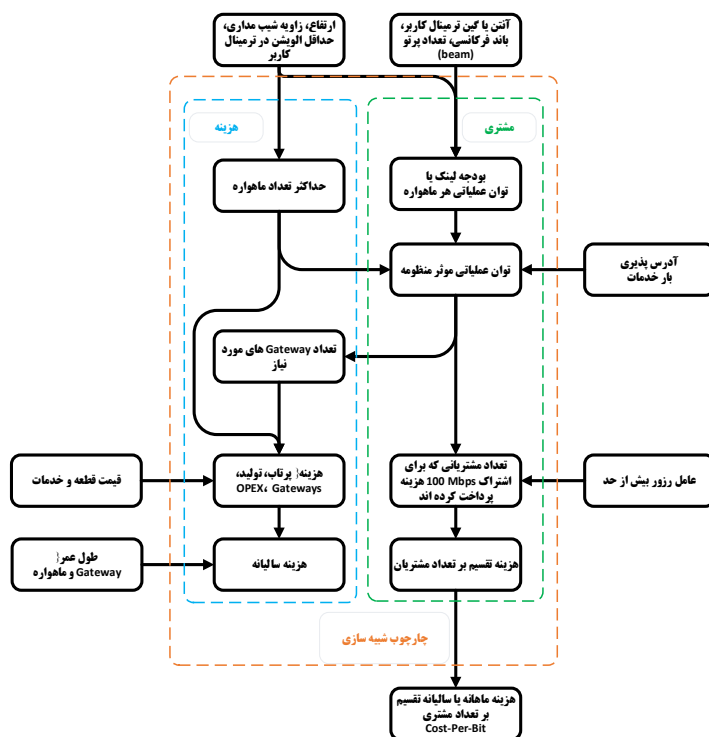 آنتن یا گین ترمینال کاربر،
باند فرکانسی، تعداد پرتو
(beam)
ارتفاع، زاویه شیب مداری،
حداقل الویشن در ترمینال
کاربر
مشتری
هزینه
بودجه لینک یا
توان عملیاتی هر ماهواره
حداکثر تعداد ماهواره
آدرس پذیری
بار خدمات
توان عملیاتی موثر منظومه
تعداد Gateway های مورد
نیاز
عامل رزور بیش از حد
تعداد مشتریانی که برای
اشتراک 100 Mbps هزینه
پرداخت کرده اند
هزینه{ پرتاب، تولید،
OPEX، Gateways
قیمت قطعه و خدمات
هزینه تقسیم بر تعداد مشتریان
هزینه سالیانه
طول عمر{
Gateway و ماهواره
چارچوب شبیه سازی
هزینه ماهانه یا سالیانه تقسیم
بر تعداد مشتری
Cost-Per-Bit